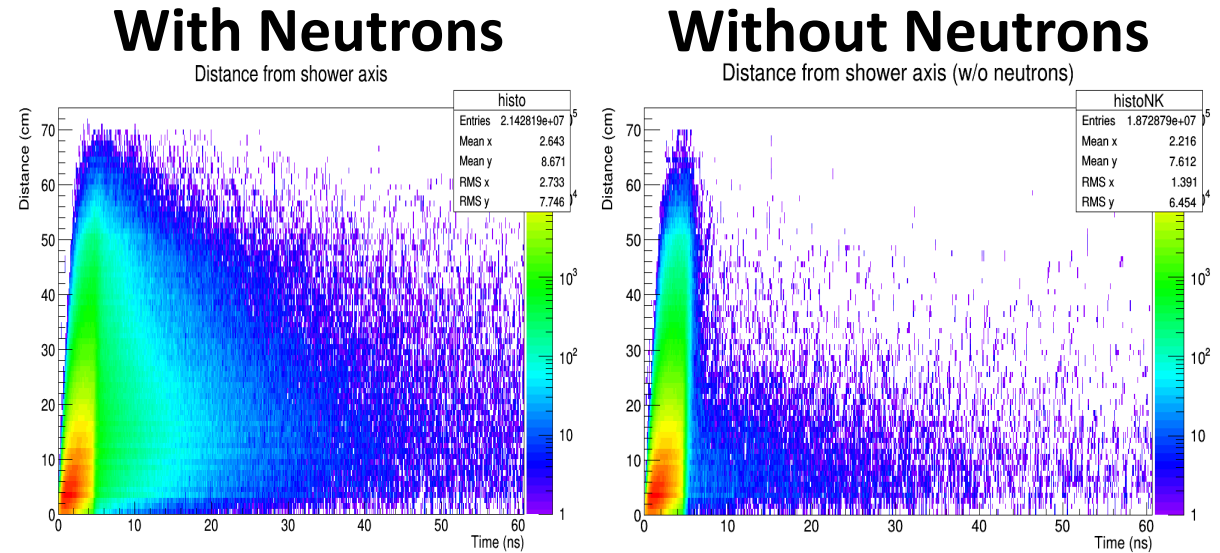 With Neutrons
Distance from shower axis
histo
Entries 2.142819e+07
Mean x 2.643
Mean y 8.671
RMS x 2.733
RMS y 7.746
Distance (cm)
70
60
50
40
30
20
10
0
0 10 20 30 40 50 60
Time (ns)
5
4
10³
10²
10
1
Without Neutrons
Distance from shower axis (w/o neutrons)
histoNK
Entries 1.872879e+07
Mean x 2.216
Mean y 7.612
RMS x 1.391
RMS y 6.454
Distance (cm)
70
60
50
40
30
20
10
0
0 10 20 30 40 50 60
Time (ns)
5
4
10³
10²
10
1